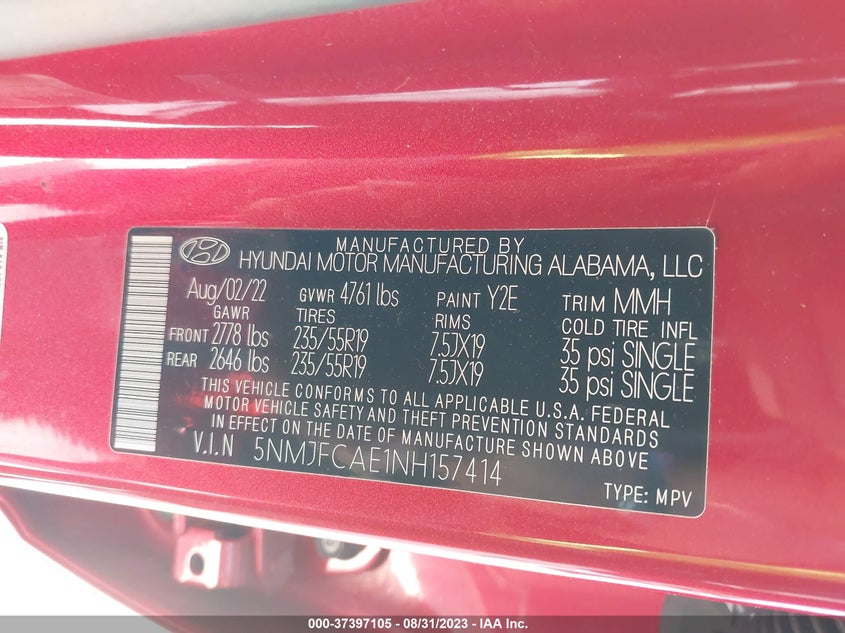 MANUFACTURED BY
HYUNDAI MOTOR MANUFACTURING ALABAMA, LLC
Aug/02/22 GVWR 4761 lbs PAINT Y2E TRIM MMH
GAWR TIRES RIMS COLD TIRE INFL
FRONT 2778 lbs 235/55R19 7.5JX19 35 psi SINGLE
REAR 2646 lbs 235/55R19 7.5JX19 35 psi SINGLE
THIS VEHICLE CONFORMS TO ALL APPLICABLE U.S.A. FEDERAL
MOTOR VEHICLE SAFETY AND THEFT PREVENTION STANDARDS
IN EFFECT ON THE DATE OF MANUFACTURE SHOWN ABOVE
V.I.N 5NMJFCAE1NH157414
TYPE: MPV
000-37397105 - 08/31/2023 - IAA Inc.